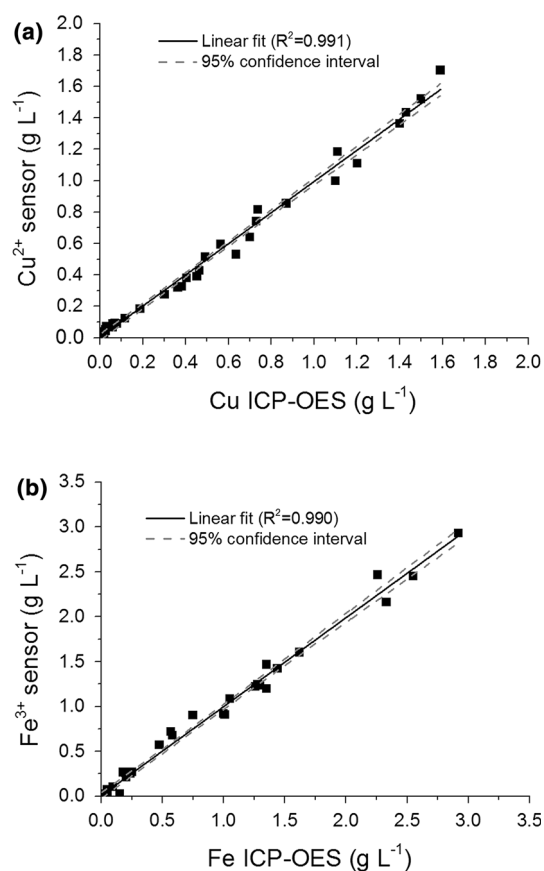 (a)
Linear fit (R²=0.991)
95% confidence interval
2.0
1.8
1.6
1.4
1.2
1.0
0.8
0.6
0.4
0.2
0.0
Cu²⁺ sensor (g L⁻¹)
0.0 0.2 0.4 0.6 0.8 1.0 1.2 1.4 1.6 1.8 2.0
Cu ICP-OES (g L⁻¹)
(b)
Linear fit (R²=0.990)
95% confidence interval
3.5
3.0
2.5
2.0
1.5
1.0
0.5
0.0
Fe³⁺ sensor (g L⁻¹)
0.0 0.5 1.0 1.5 2.0 2.5 3.0 3.5
Fe ICP-OES (g L⁻¹)